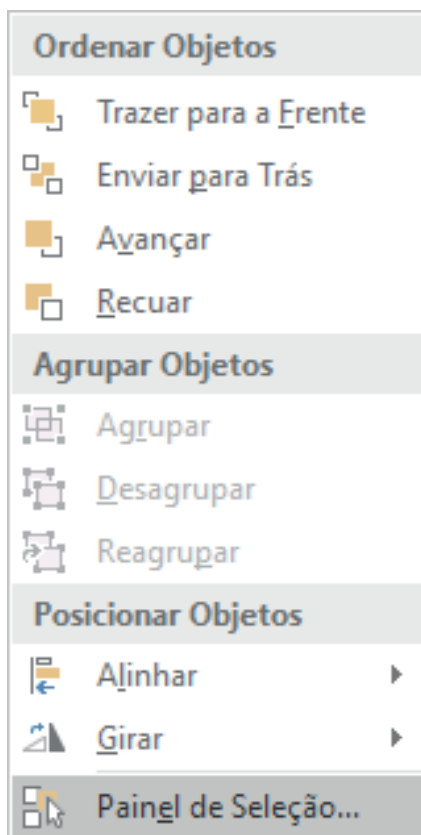 Ordenar Objetos
Trazer para a Frente
Enviar para Trás
Avançar
Recuar
Agrupar Objetos
Agrupar
Desagrupar
Reagrupar
Posicionar Objetos
Alinhar
Girar
Painel de Seleção...